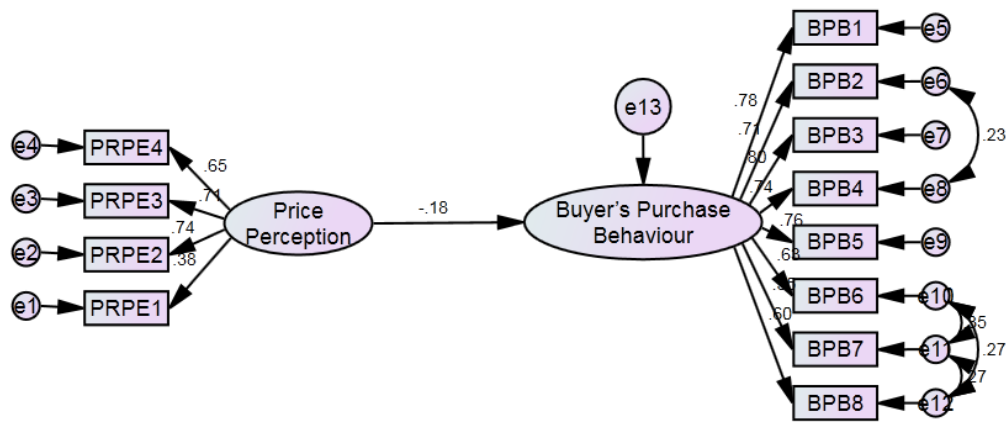 BPB1
e5
BPB2
e6
.78
e13
.71
.23
BPB3
e7
e4
PRPE4
.80
.65
BPB4
e8
.74
e3
PRPE3
.71
Price
Perception
-.18
Buyer's Purchase
Behaviour
.76
BPB5
e9
.74
e2
PRPE2
.38
BPB6
e10
e1
PRPE1
.60
.35
BPB7
e11
.27
.27
BPB8
e12